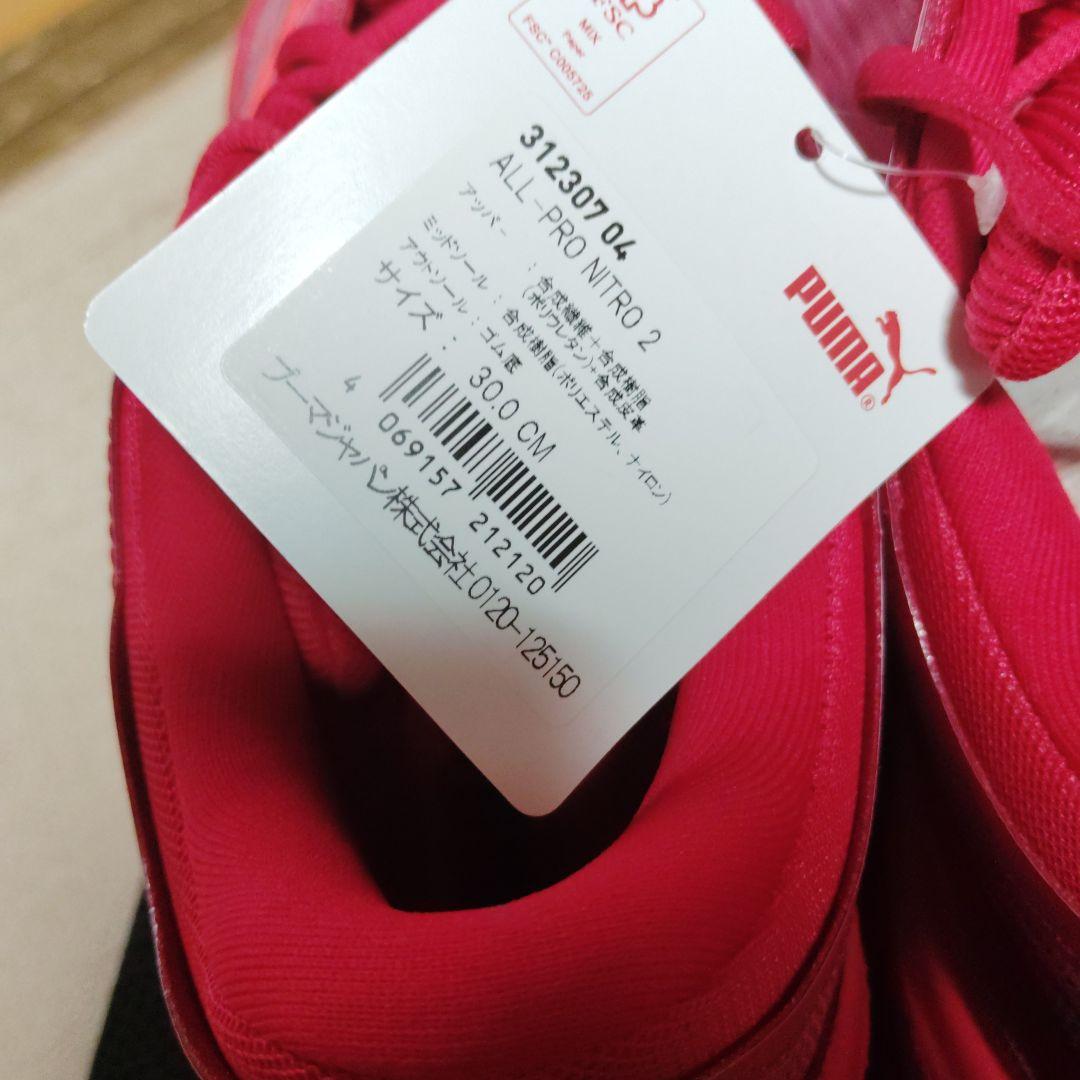 FSC
MIX
Paper
FSC™ C005725
312307 04
ALL-PRO NITRO 2
アッパー : 合成繊維+合成樹脂
(ポリウレタン)+合成皮革
ミッドソール : 合成樹脂(ポリエステル、ナイロン)
アウトソール : ゴム底
サイズ : 30.0 CM
4 069157 212120
プーマジャパン株式会社 0120-125150
PUMA®